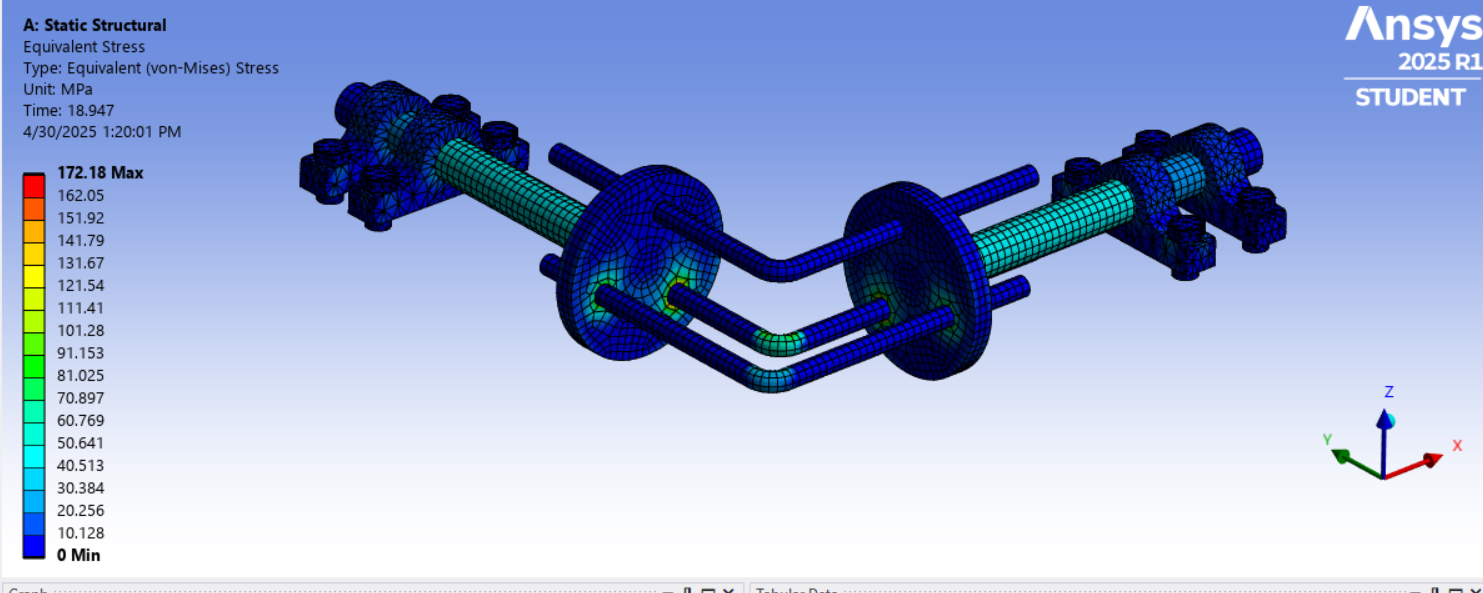 A: Static Structural
Equivalent Stress
Type: Equivalent (von-Mises) Stress
Unit: MPa
Time: 18.947
4/30/2025 1:20:01 PM
172.18 Max
162.05
151.92
141.79
131.67
121.54
111.41
101.28
91.153
81.025
70.897
60.769
50.641
40.513
30.384
20.256
10.128
0 Min
Ansys
2025 R1
STUDENT
Z
Y
X
Graph
Tabular Data